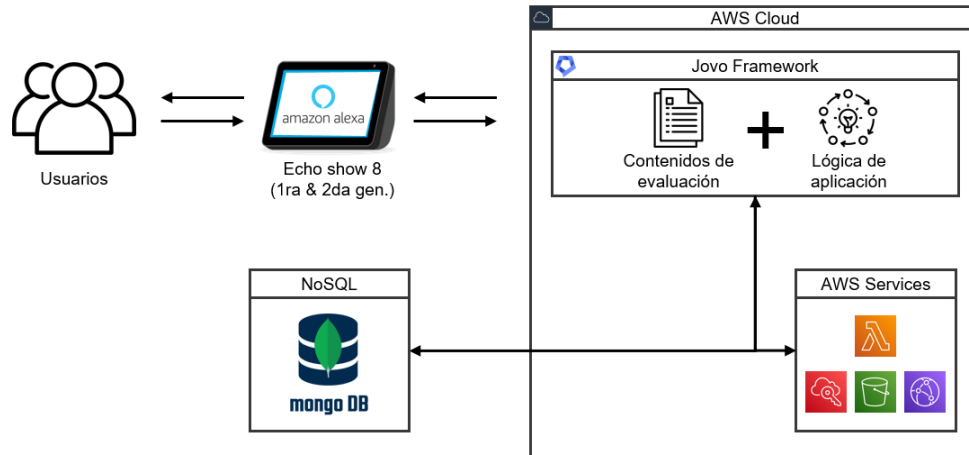 AWS Cloud
Jovo Framework
amazon alexa
Contenidos de
evaluación
Lógica de
aplicación
Usuarios
Echo show 8
(1ra & 2da gen.)
NoSQL
mongo DB
AWS Services